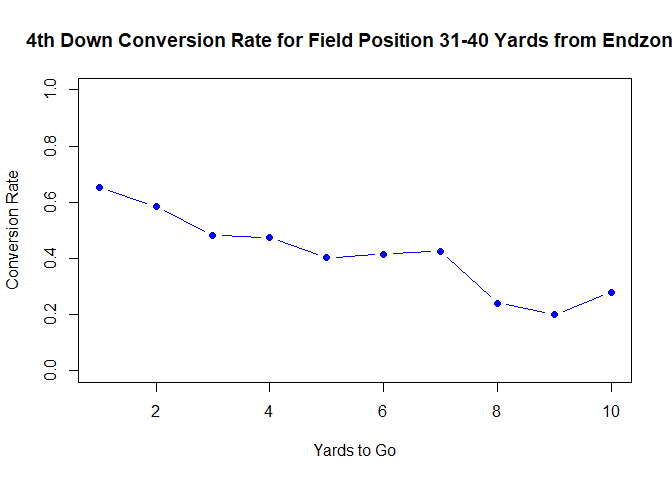 4th Down Conversion Rate for Field Position 31-40 Yards from Endzon
Conversion Rate
1.0
0.8
0.6
0.4
0.2
0.0
2 4 6 8 10
Yards to Go